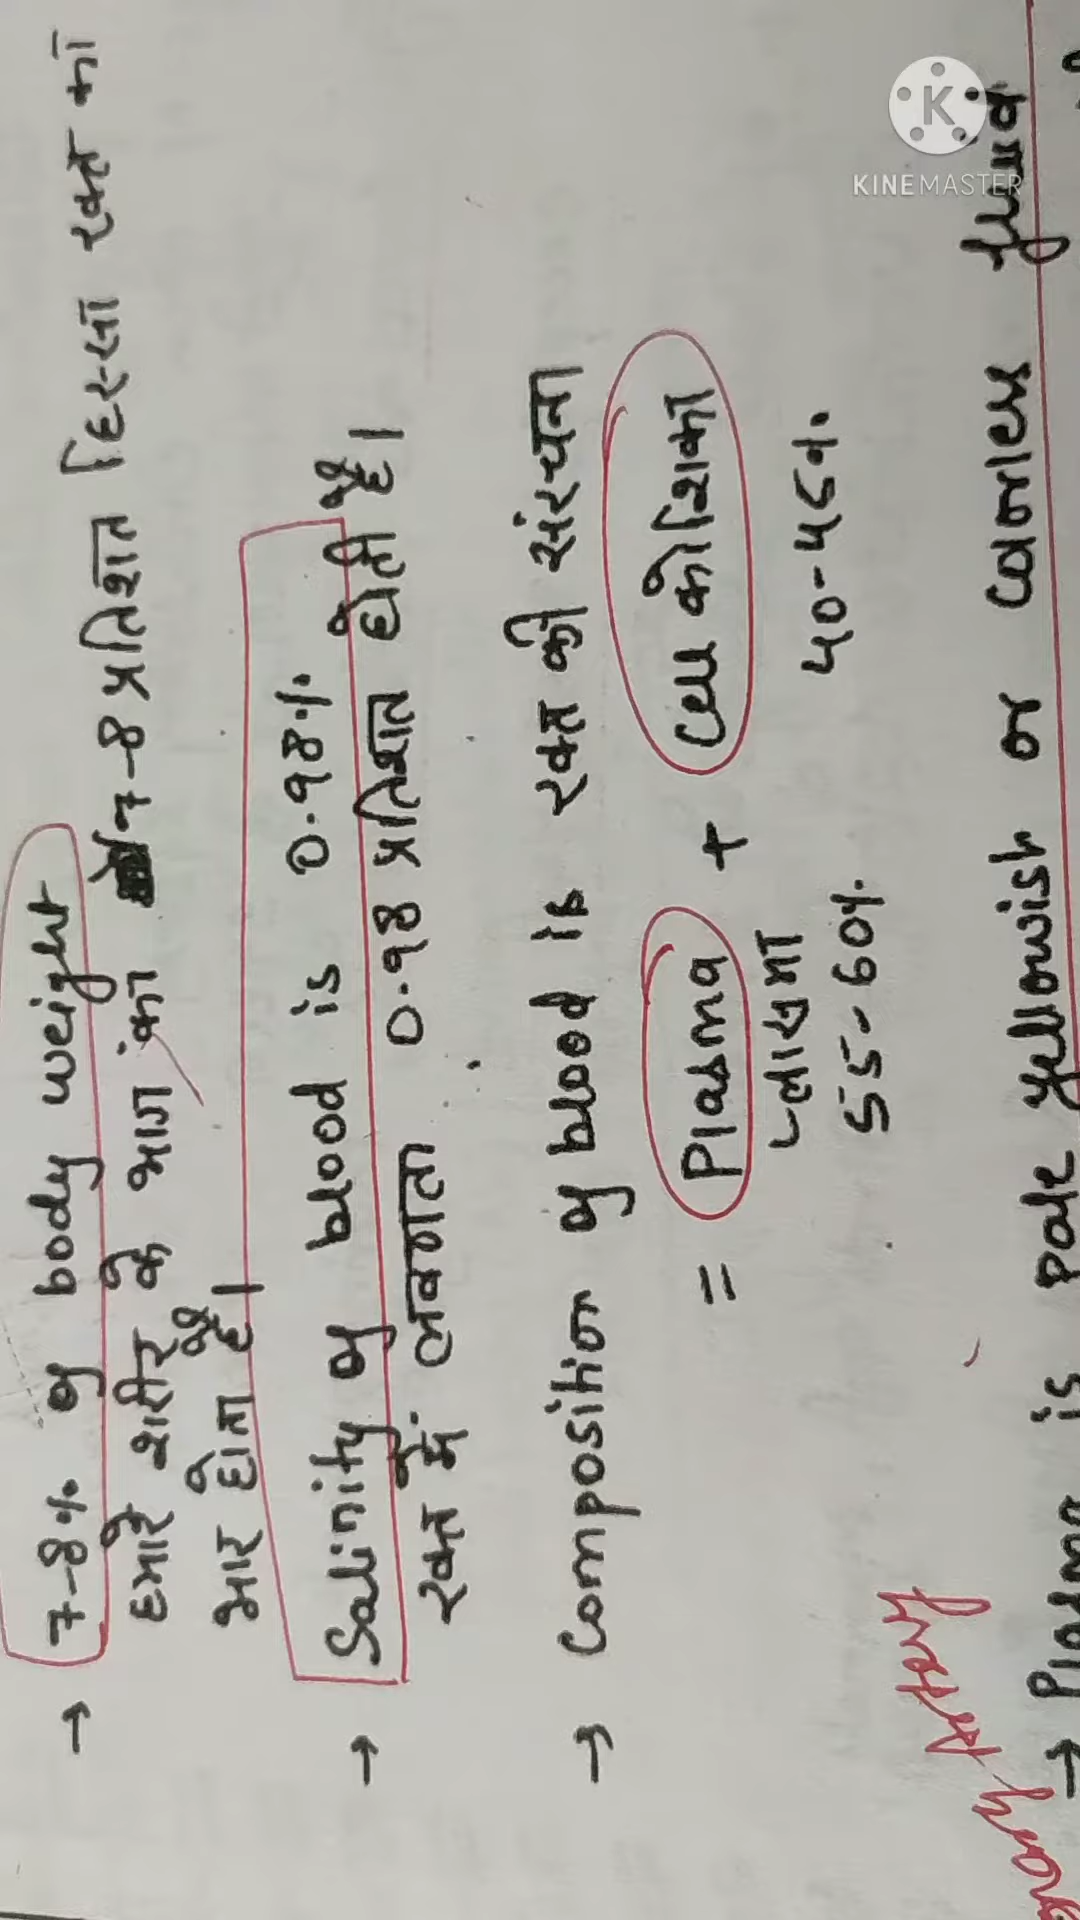 → 7-8% of body weight
हमारे शरीर के भाग का 7-8 प्रतिशत हिस्सा रक्त का
भार होता है।
→ Salinity of blood is 0.98%
रक्त में लवणता 0.98 प्रतिशत होती है।
→ Composition of blood is रक्त की संरचना
= Plasma + Cell कोशिका
प्लाज्मा 40-45%
55-60%
→ Plasma is pale yellowish or colourless fluid
KINEMASTER